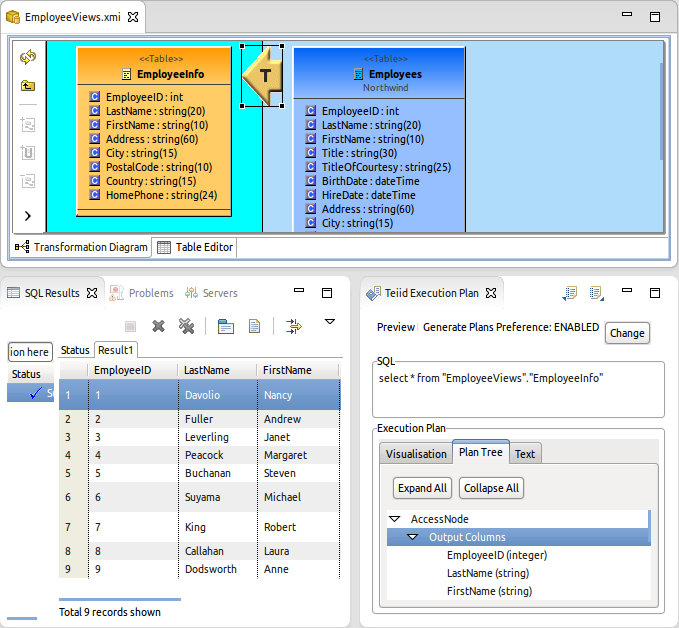 EmployeeViews.xmi
<<Table>>
EmployeeInfo
EmployeeID : int
LastName : string(20)
FirstName : string(10)
Address : string(60)
City : string(15)
PostalCode : string(10)
Country : string(15)
HomePhone : string(24)
T
<<Table>>
Employees
Northwind
EmployeeID : int
LastName : string(20)
FirstName : string(10)
Title : string(30)
TitleOfCourtesy : string(25)
BirthDate : dateTime
HireDate : dateTime
Address : string(60)
City : string(15)
Transformation Diagram Table Editor
SQL Results Problems Servers
ion here Status Result1
Status
EmployeeID LastName FirstName
1 1 Davolio Nancy
2 2 Fuller Andrew
3 3 Leverling Janet
4 4 Peacock Margaret
5 5 Buchanan Steven
6 6 Suyama Michael
7 7 King Robert
8 8 Callahan Laura
9 9 Dodsworth Anne
Total 9 records shown
Teiid Execution Plan
Preview Generate Plans Preference: ENABLED Change
SQL
select * from "EmployeeViews"."EmployeeInfo"
Execution Plan
Visualisation Plan Tree Text
Expand All Collapse All
AccessNode
Output Columns
EmployeeID (integer)
LastName (string)
FirstName (string)